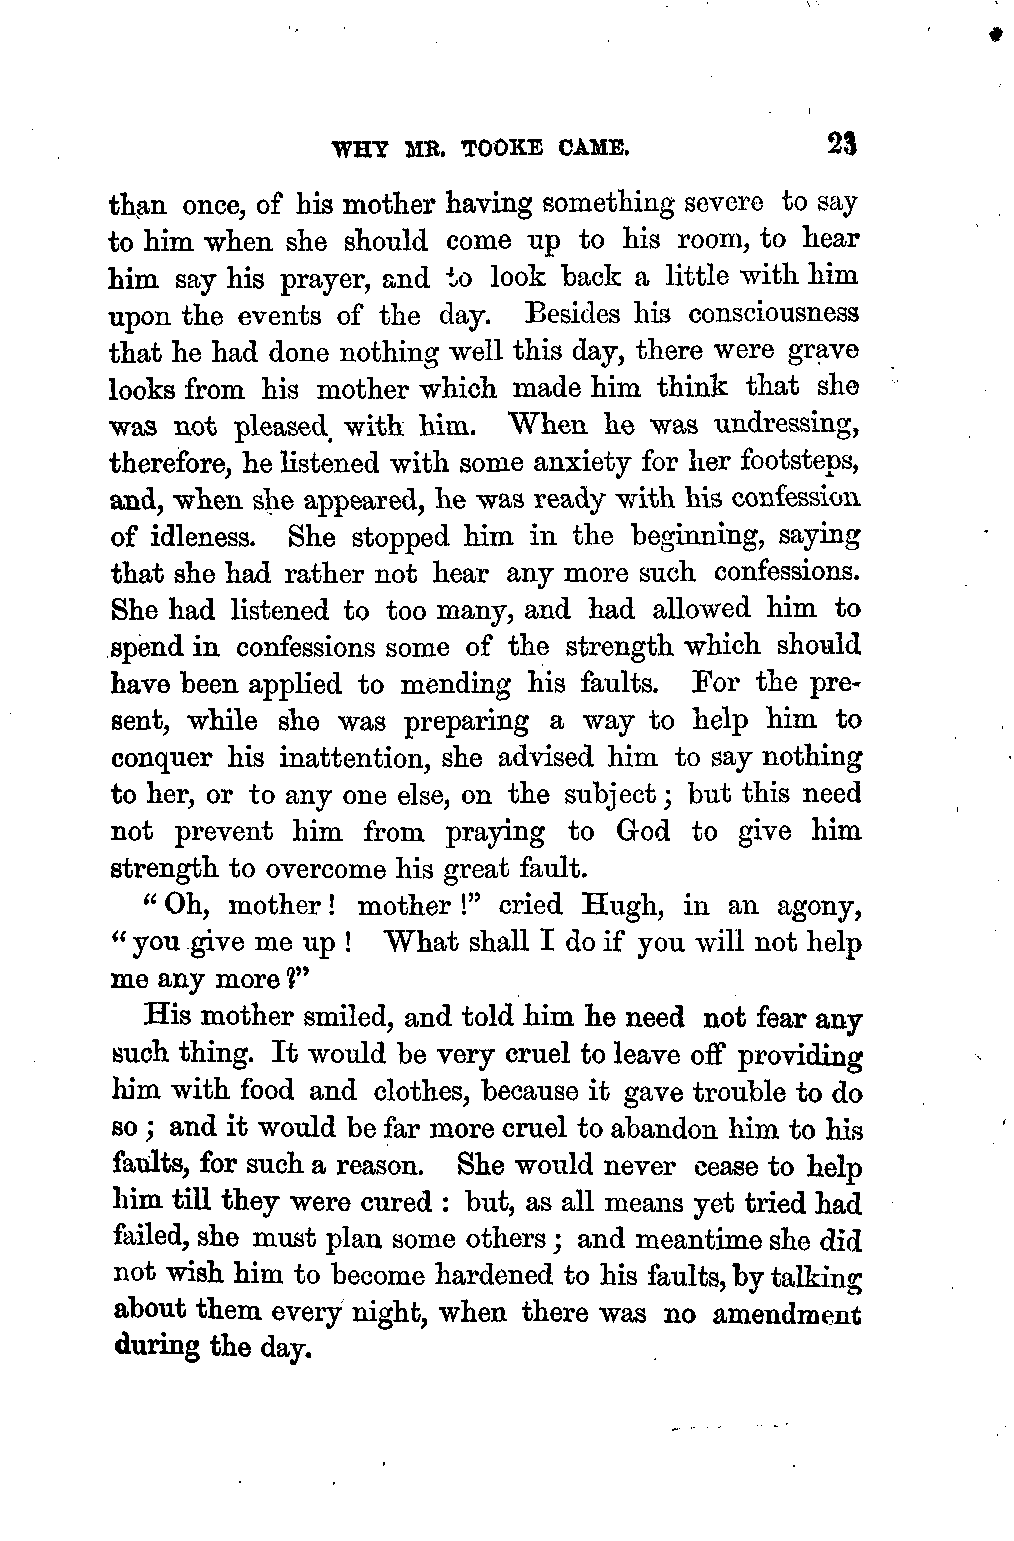 WHY MR. TOOKE CAME. 23
than once, of his mother having something severe to say
to him when she should come up to his room, to hear
him say his prayer, and to look back a little with him
upon the events of the day. Besides his consciousness
that he had done nothing well this day, there were grave
looks from his mother which made him think that she
was not pleased with him. When he was undressing,
therefore, he listened with some anxiety for her footsteps,
and, when she appeared, he was ready with his confession
of idleness. She stopped him in the beginning, saying
that she had rather not hear any more such confessions.
She had listened to too many, and had allowed him to
spend in confessions some of the strength which should
have been applied to mending his faults. For the pre-
sent, while she was preparing a way to help him to
conquer his inattention, she advised him to say nothing
to her, or to any one else, on the subject; but this need
not prevent him from praying to God to give him
strength to overcome his great fault.
"Oh, mother! mother!" cried Hugh, in an agony,
"you give me up! What shall I do if you will not help
me any more?"
His mother smiled, and told him he need not fear any
such thing. It would be very cruel to leave off providing
him with food and clothes, because it gave trouble to do
so; and it would be far more cruel to abandon him to his
faults, for such a reason. She would never cease to help
him till they were cured: but, as all means yet tried had
failed, she must plan some others; and meantime she did
not wish him to become hardened to his faults, by talking
about them every night, when there was no amendment
during the day.